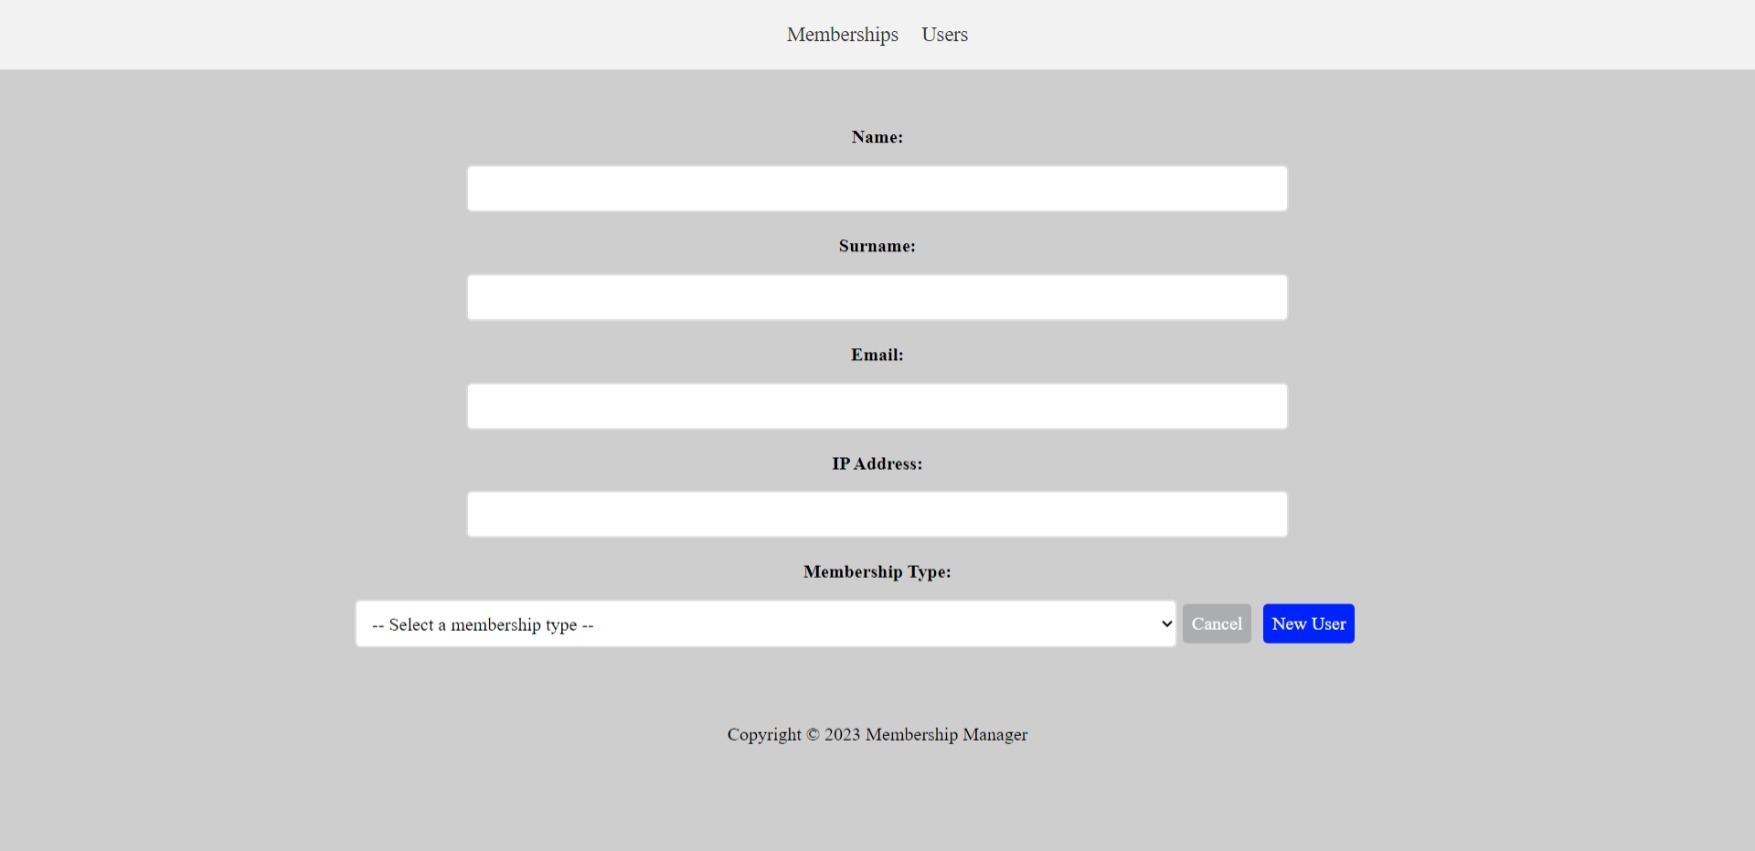 Memberships Users
Name:
Surname:
Email:
IP Address:
Membership Type:
-- Select a membership type -- Cancel New User
Copyright © 2023 Membership Manager